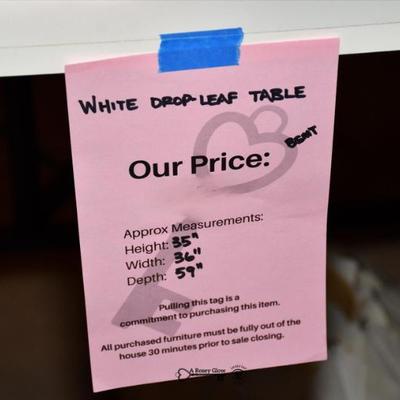 WHITE DROP-LEAF TABLE
BSMT
Our Price:
Approx Measurements:
Height: 35"
Width: 36"
Depth: 59"
Pulling this tag is a
commitment to purchasing this item.
All purchased furniture must be fully out of the
house 30 minutes prior to sale closing.
A Rosey Glow